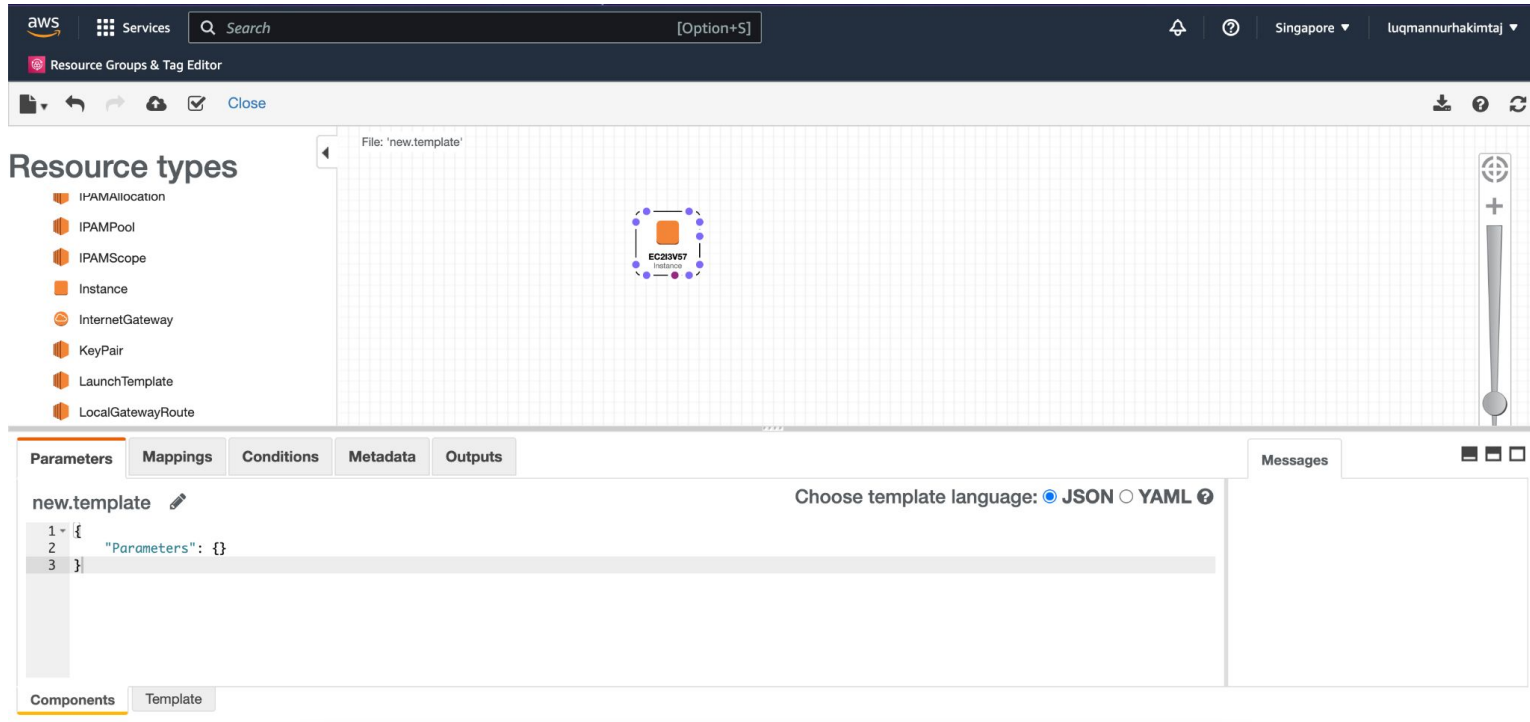 aws Services Search [Option+S] Singapore luqmannurhakimtaj
Resource Groups & Tag Editor
Close
File: 'new.template'
Resource types
IPAMAllocation
IPAMPool
IPAMScope
Instance
InternetGateway
KeyPair
LaunchTemplate
LocalGatewayRoute
EC2I3V57
Instance
Parameters Mappings Conditions Metadata Outputs Messages
new.template Choose template language: JSON YAML
1 {
2 "Parameters": {}
3 }
Components Template